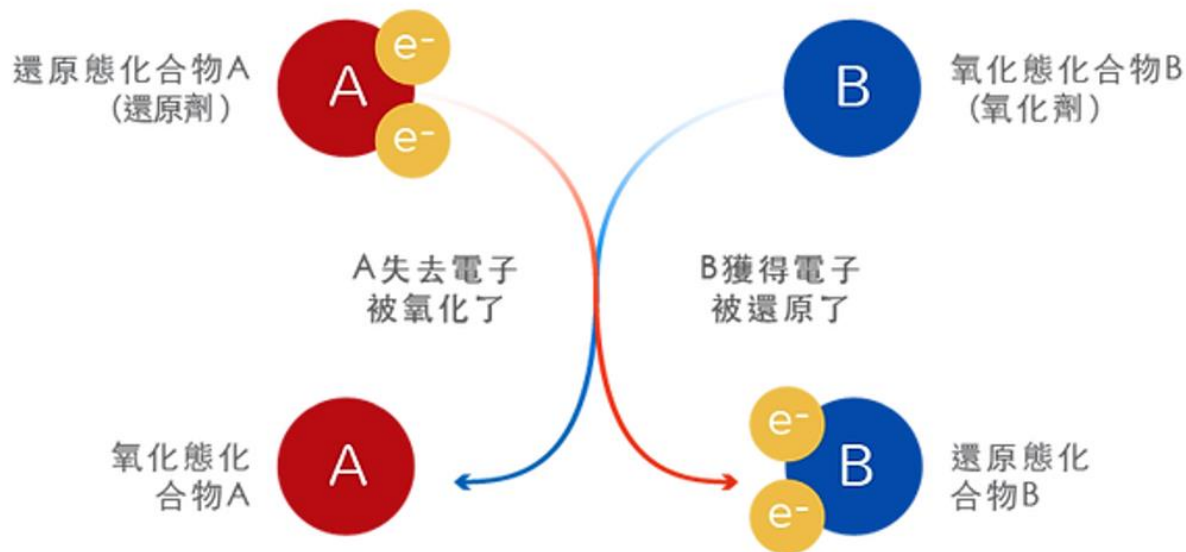 還原態化合物A
(還原劑)
A
e-
e-
B
氧化態化合物B
(氧化劑)
A失去電子
被氧化了
B獲得電子
被還原了
氧化態化
合物A
A
e-
e-
B
還原態化
合物B